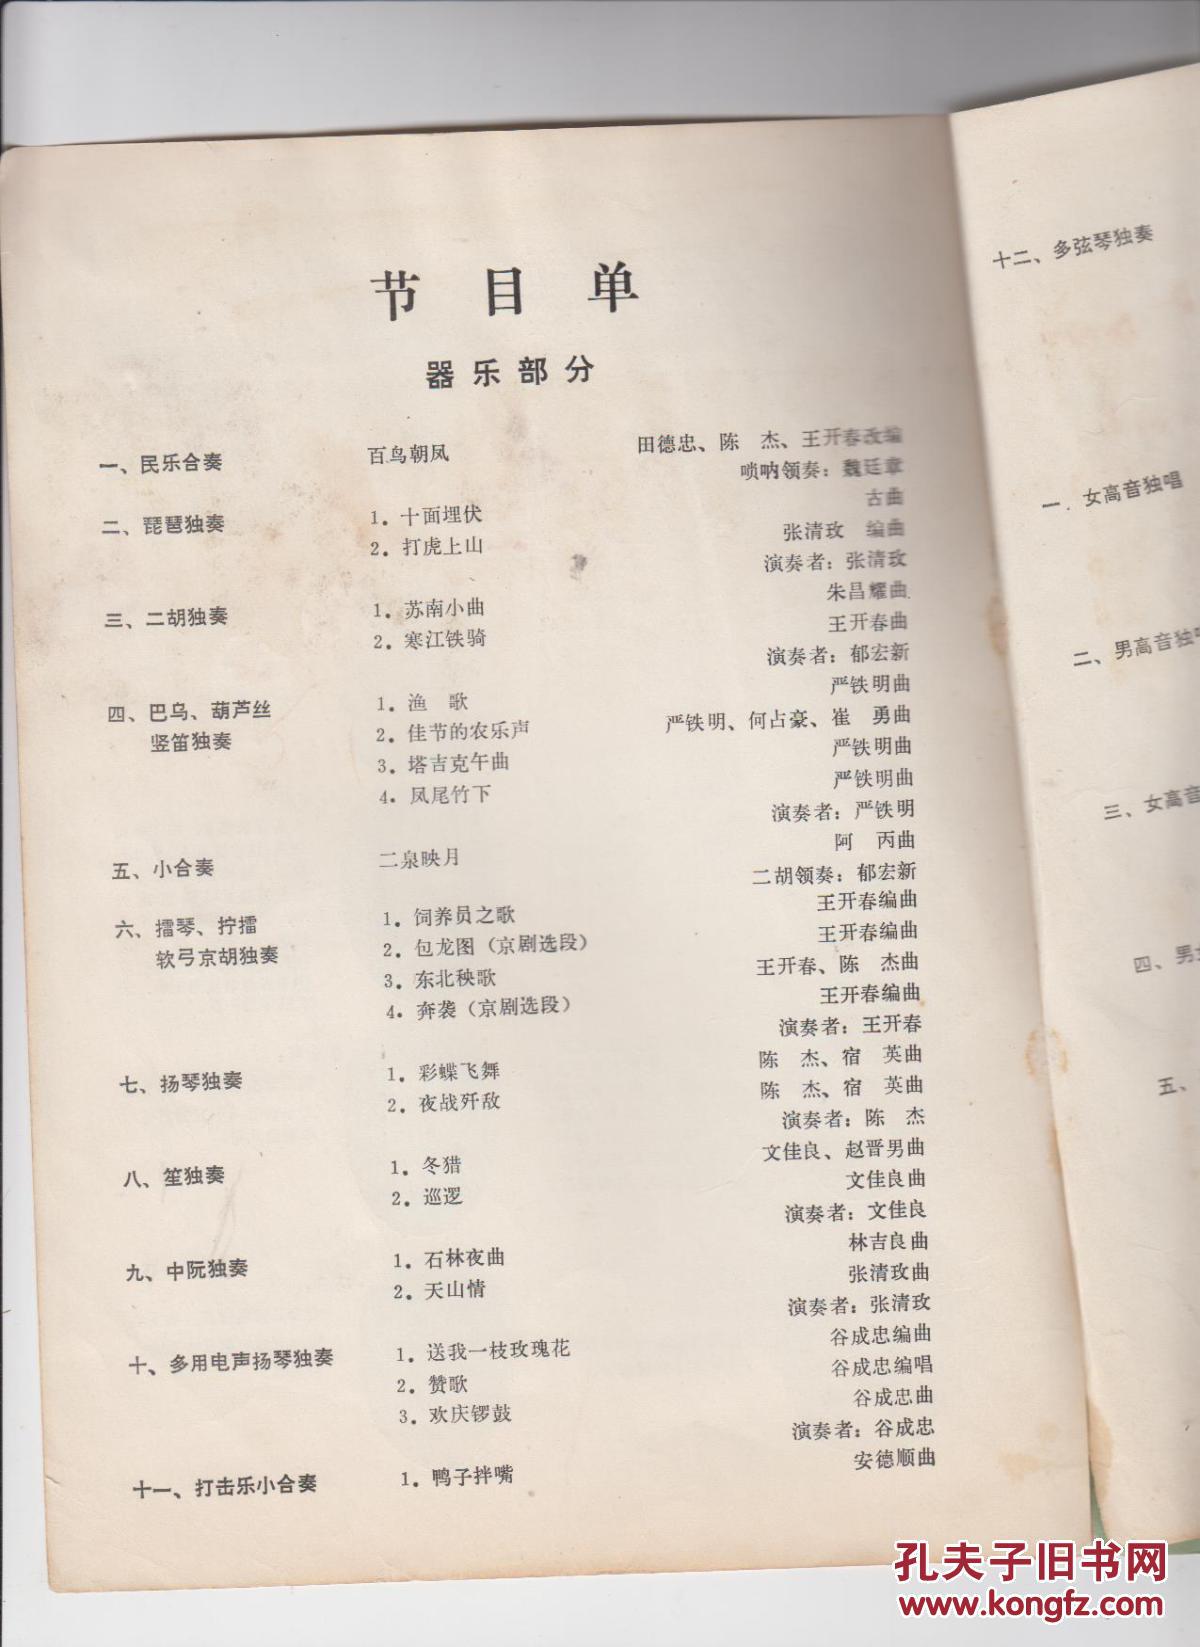 节目单
器乐部分
一、民乐合奏 百鸟朝凤 田德忠、陈 杰、王开春改编
唢呐领奏：魏廷章
二、琵琶独奏 1．十面埋伏 古曲
2．打虎上山 张清玫 编曲
演奏者：张清玫
三、二胡独奏 1．苏南小曲 朱昌耀曲
2．寒江铁骑 王开春曲
演奏者：郁宏新
四、巴乌、葫芦丝 1．渔 歌 严铁明曲
竖笛独奏 2．佳节的农乐声 严铁明、何占豪、崔 勇曲
3．塔吉克午曲 严铁明曲
4．凤尾竹下 严铁明曲
演奏者：严铁明
五、小合奏 二泉映月 阿 丙曲
二胡领奏：郁宏新
六、擂琴、拧擂 1．饲养员之歌 王开春编曲
软弓京胡独奏 2．包龙图（京剧选段） 王开春编曲
3．东北秧歌 王开春、陈 杰曲
4．奔袭（京剧选段） 王开春编曲
演奏者：王开春
七、扬琴独奏 1．彩蝶飞舞 陈 杰、宿 英曲
2．夜战歼敌 陈 杰、宿 英曲
演奏者：陈 杰
八、笙独奏 1．冬猎 文佳良、赵晋男曲
2．巡逻 文佳良曲
演奏者：文佳良
九、中阮独奏 1．石林夜曲 林吉良曲
2．天山情 张清玫曲
演奏者：张清玫
十、多用电声扬琴独奏 1．送我一枝玫瑰花 谷成忠编曲
2．赞歌 谷成忠编唱
3．欢庆锣鼓 谷成忠曲
演奏者：谷成忠
十一、打击乐小合奏 1．鸭子拌嘴 安德顺曲
十二、多弦琴独奏
一．女高音独唱
二、男高音独唱
三、女高音
四、男
五、
孔夫子旧书网
www.kongfz.com